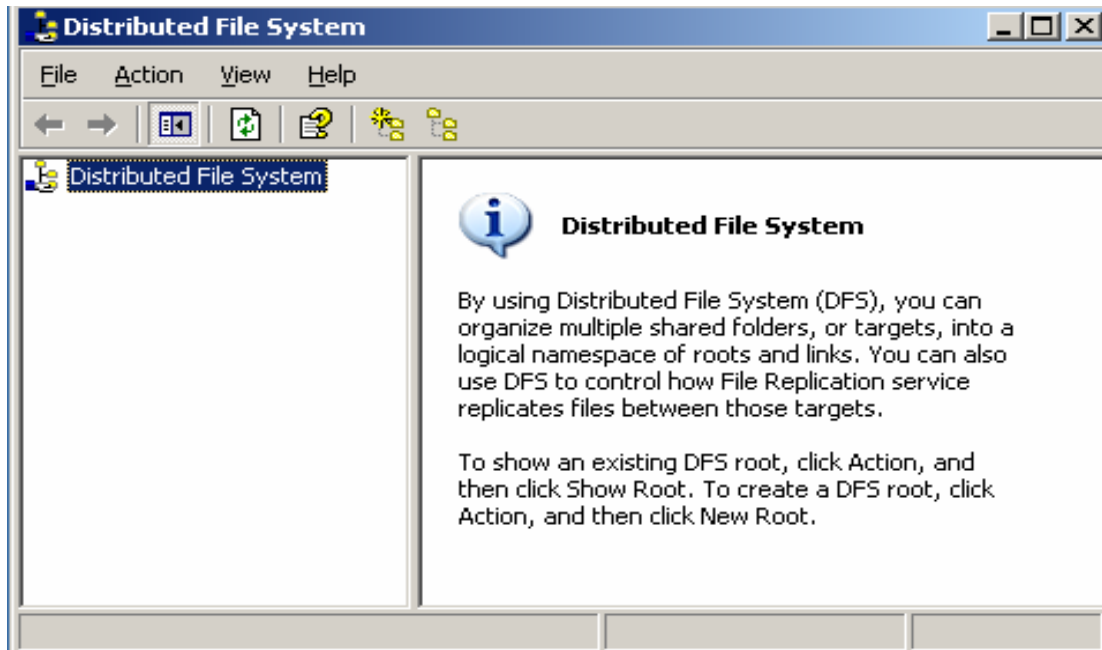 Distributed File System
File Action View Help
Distributed File System
Distributed File System
By using Distributed File System (DFS), you can
organize multiple shared folders, or targets, into a
logical namespace of roots and links. You can also
use DFS to control how File Replication service
replicates files between those targets.
To show an existing DFS root, click Action, and
then click Show Root. To create a DFS root, click
Action, and then click New Root.